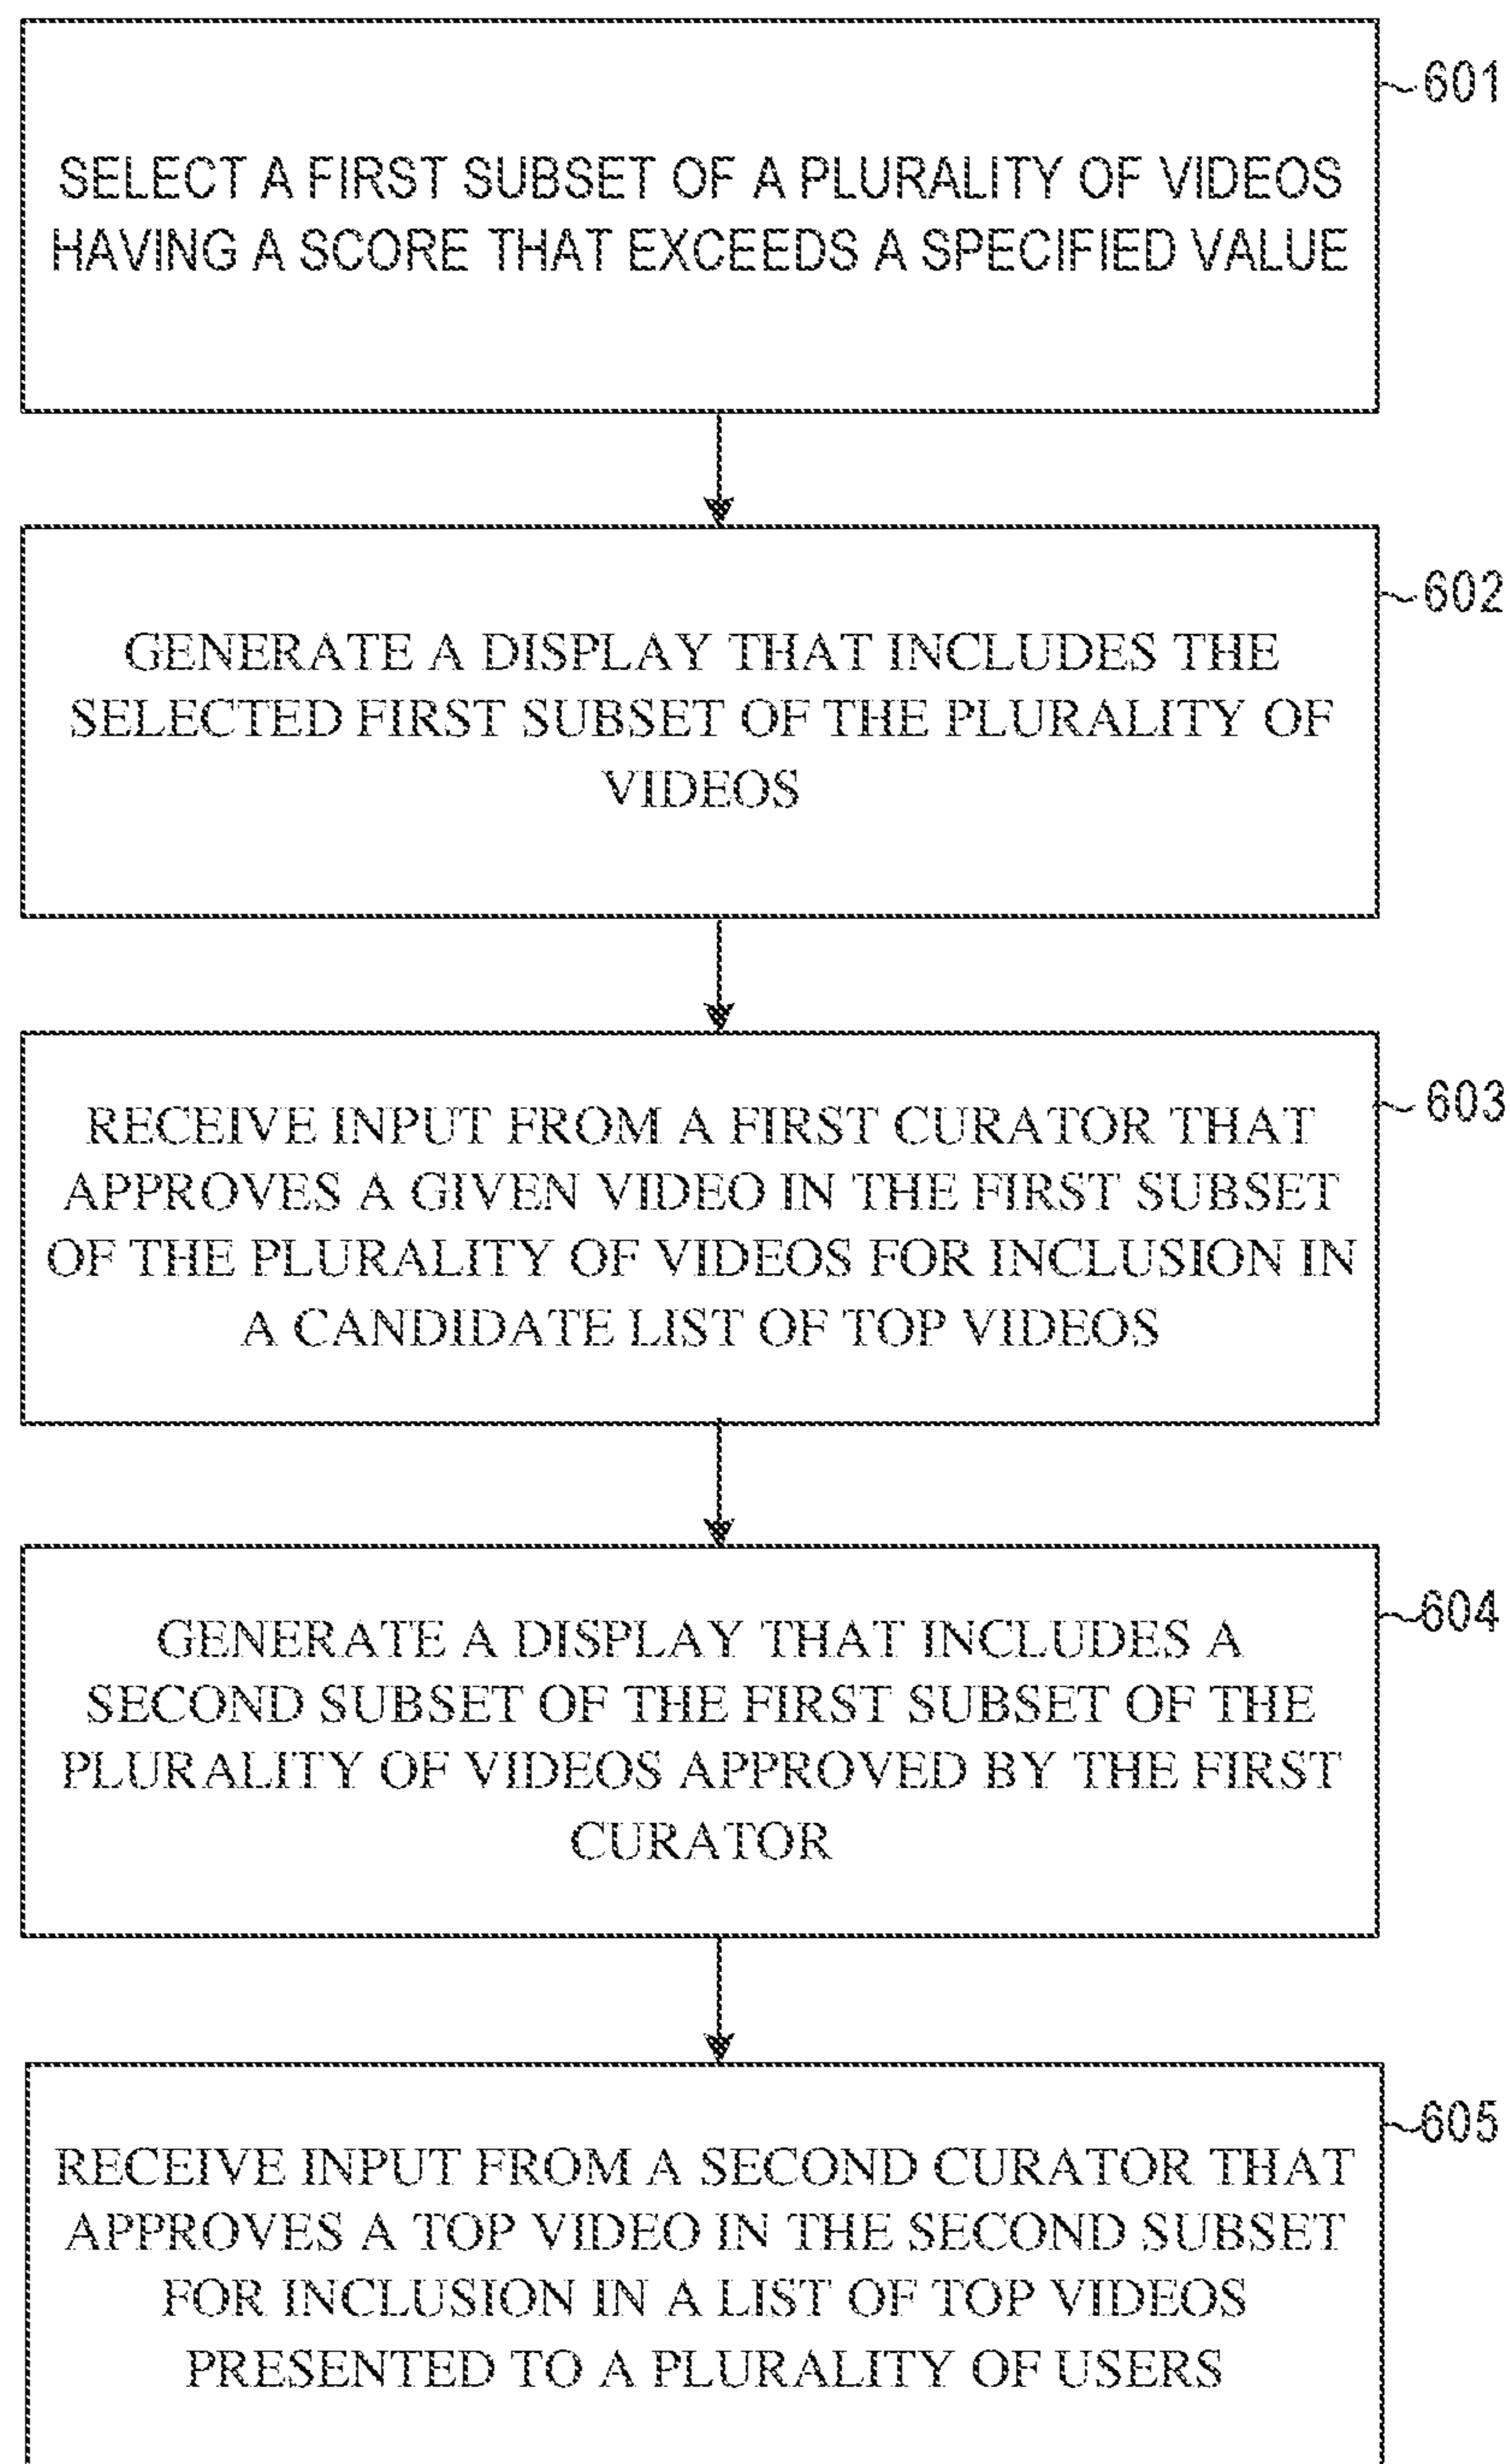 601
SELECT A FIRST SUBSET OF A PLURALITY OF VIDEOS
HAVING A SCORE THAT EXCEEDS A SPECIFIED VALUE
602
GENERATE A DISPLAY THAT INCLUDES THE
SELECTED FIRST SUBSET OF THE PLURALITY OF
VIDEOS
603
RECEIVE INPUT FROM A FIRST CURATOR THAT
APPROVES A GIVEN VIDEO IN THE FIRST SUBSET
OF THE PLURALITY OF VIDEOS FOR INCLUSION IN
A CANDIDATE LIST OF TOP VIDEOS
604
GENERATE A DISPLAY THAT INCLUDES A
SECOND SUBSET OF THE FIRST SUBSET OF THE
PLURALITY OF VIDEOS APPROVED BY THE FIRST
CURATOR
605
RECEIVE INPUT FROM A SECOND CURATOR THAT
APPROVES A TOP VIDEO IN THE SECOND SUBSET
FOR INCLUSION IN A LIST OF TOP VIDEOS
PRESENTED TO A PLURALITY OF USERS